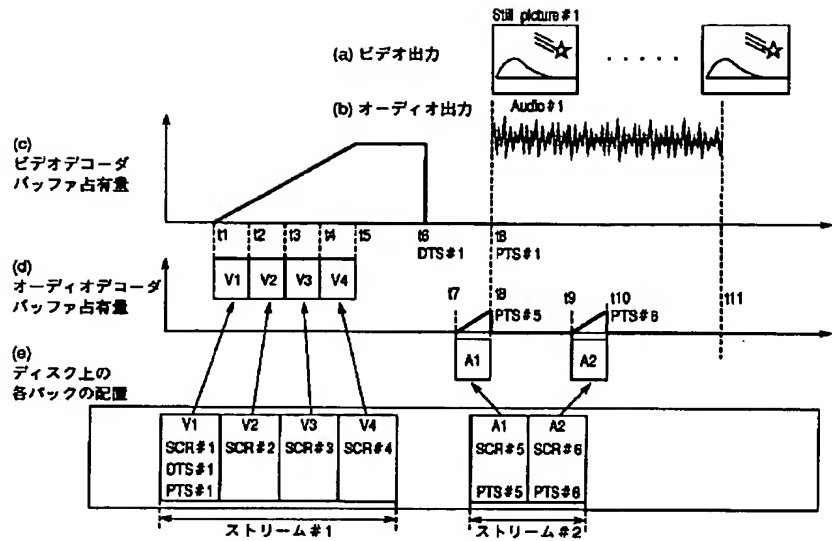 Still picture#1
(a) ビデオ出力
. . . . .
(b) オーディオ出力
Audio#1
(c)
ビデオデコーダ
バッファ占有量
t1 t2 t3 t4 t5 t6 t8
DTS#1 PTS#1
(d)
オーディオデコーダ
バッファ占有量
V1 V2 V3 V4
t7 t8 t9 t10 t11
PTS#5 PTS#6
A1 A2
(e)
ディスク上の
各パックの配置
V1 V2 V3 V4 A1 A2
SCR#1 SCR#2 SCR#3 SCR#4 SCR#5 SCR#6
DTS#1
PTS#1 PTS#5 PTS#6
ストリーム#1 ストリーム#2